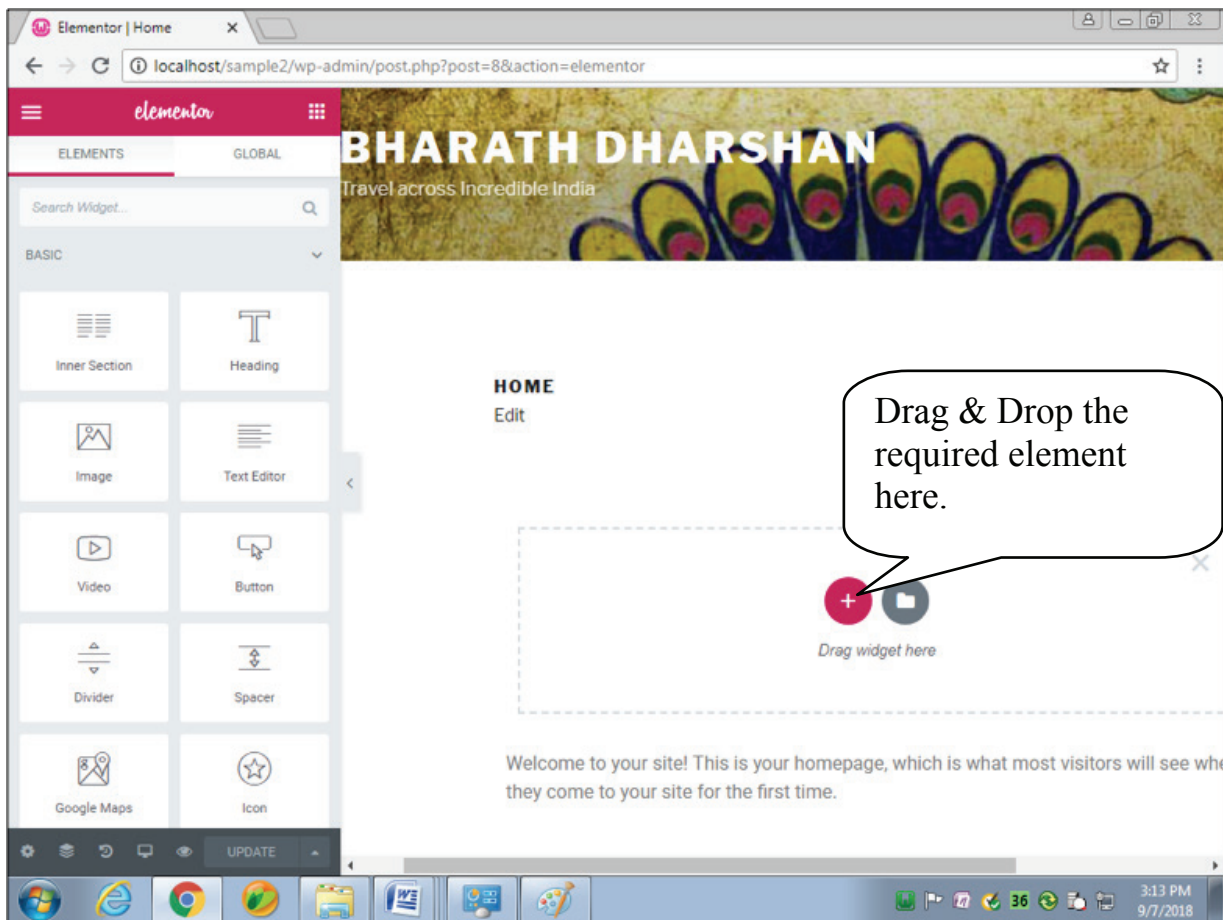 Elementor | Home
localhost/sample2/wp-admin/post.php?post=8&action=elementor
elementor
ELEMENTS
GLOBAL
Search Widget...
BASIC
Inner Section
Heading
Image
Text Editor
Video
Button
Divider
Spacer
Google Maps
Icon
UPDATE
BHARATH DHARSHAN
Travel across Incredible India
HOME
Edit
Drag & Drop the
required element
here.
Drag widget here
Welcome to your site! This is your homepage, which is what most visitors will see whe
they come to your site for the first time.
36
3:13 PM
9/7/2018